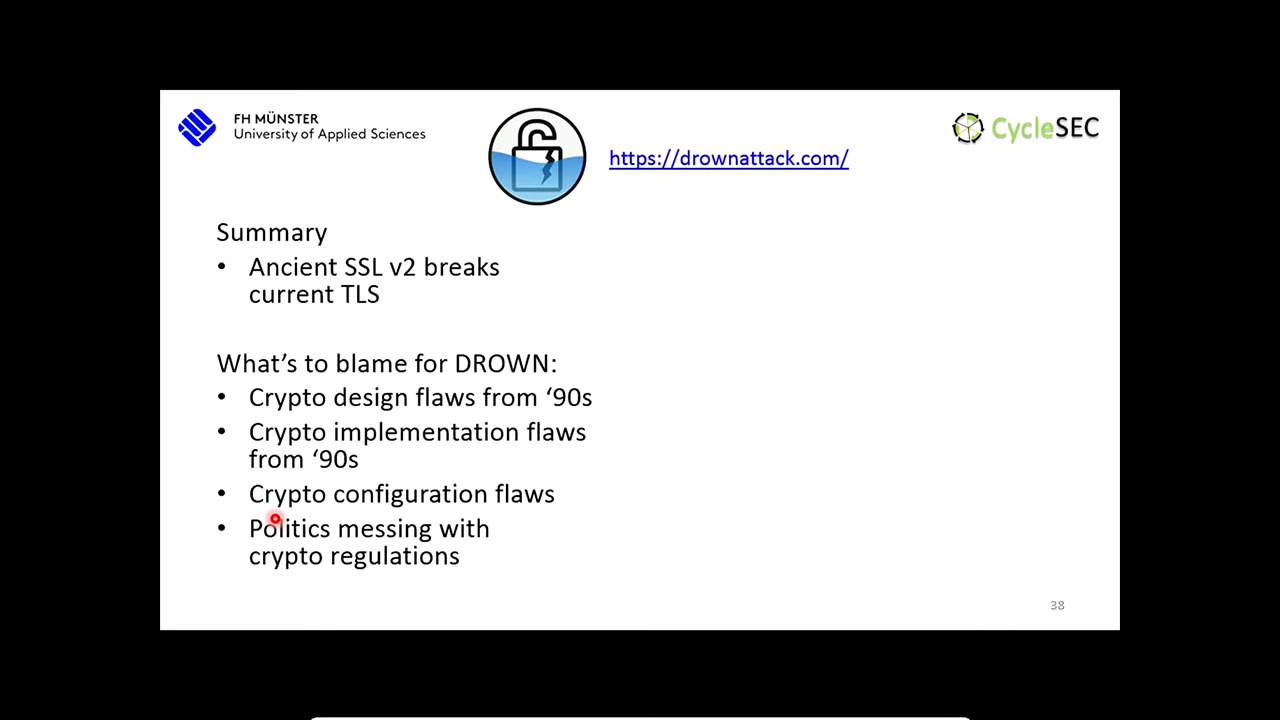 FH MÜNSTER
University of Applied Sciences
https://drownattack.com/
CycleSEC
Summary
• Ancient SSL v2 breaks
current TLS
What’s to blame for DROWN:
• Crypto design flaws from ‘90s
• Crypto implementation flaws
from ‘90s
• Crypto configuration flaws
• Politics messing with
crypto regulations
38